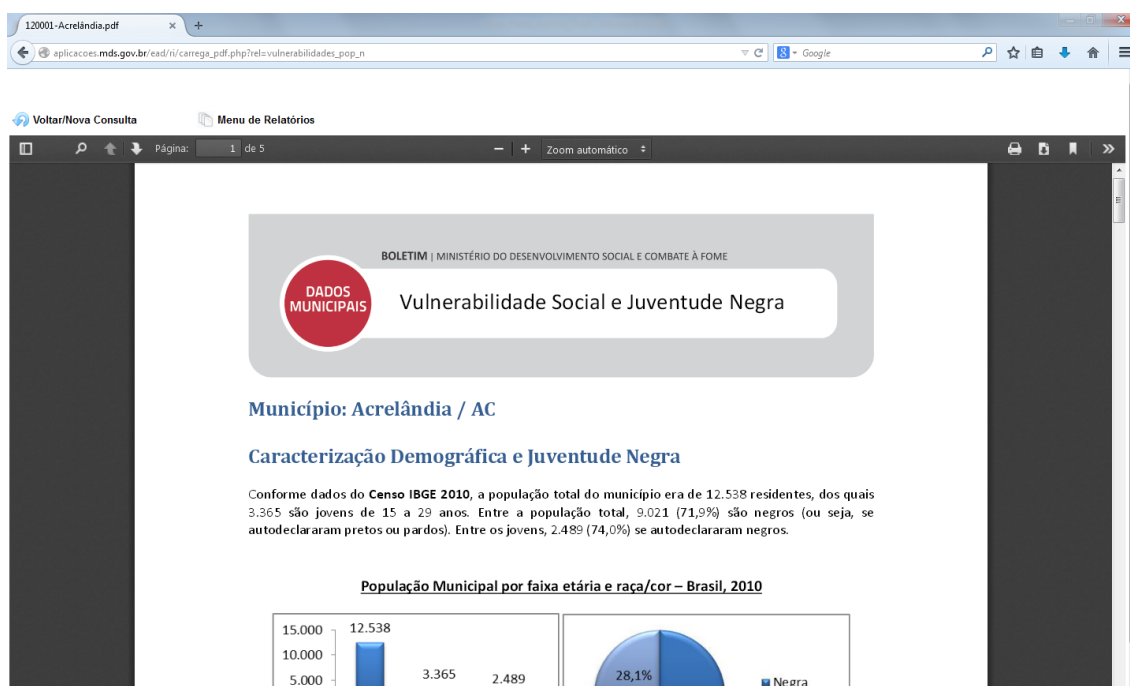 120001-Acrelândia.pdf
aplicacoes.mds.gov.br/ead/ri/carrega_pdf.php?rel=vulnerabilidades_pop_n
Google
Voltar/Nova Consulta
Menu de Relatórios
Página: 1 de 5
Zoom automático
BOLETIM | MINISTÉRIO DO DESENVOLVIMENTO SOCIAL E COMBATE À FOME
DADOS
MUNICIPAIS
Vulnerabilidade Social e Juventude Negra
Município: Acrelândia / AC
Caracterização Demográfica e Juventude Negra
Conforme dados do Censo IBGE 2010, a população total do município era de 12.538 residentes, dos quais
3.365 são jovens de 15 a 29 anos. Entre a população total, 9.021 (71,9%) são negros (ou seja, se
autodeclararam pretos ou pardos). Entre os jovens, 2.489 (74,0%) se autodeclararam negros.
População Municipal por faixa etária e raça/cor – Brasil, 2010
15.000
10.000
5.000
12.538
3.365
2.489
28,1%
Negra